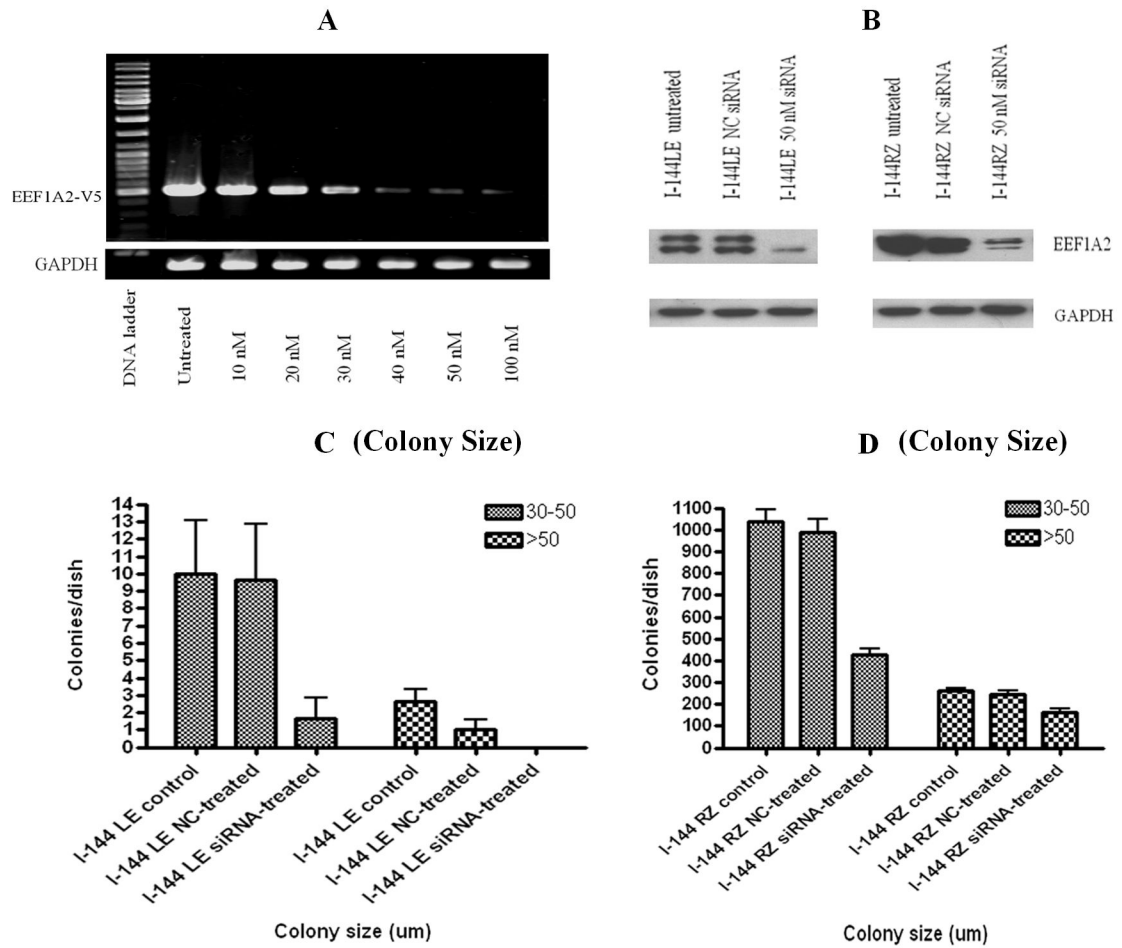 A
EEF1A2-V5
GAPDH
DNA ladder
Untreated
10 nM
20 nM
30 nM
40 nM
50 nM
100 nM
B
I-144LE untreated
I-144LE NC siRNA
I-144LE 50 nM siRNA
I-144RZ untreated
I-144RZ NC siRNA
I-144RZ 50 nM siRNA
EEF1A2
GAPDH
C (Colony Size)
30-50
>50
Colonies/dish
14
13
12
11
10
9
8
7
6
5
4
3
2
1
0
I-144 LE control
I-144 LE NC-treated
I-144 LE siRNA-treated
I-144 LE control
I-144 LE NC-treated
I-144 LE siRNA-treated
Colony size (um)
D (Colony Size)
30-50
>50
Colonies/dish
1100
1000
900
800
700
600
500
400
300
200
100
0
I-144 RZ control
I-144 RZ NC-treated
I-144 RZ siRNA-treated
I-144 RZ control
I-144 RZ NC-treated
I-144 RZ siRNA-treated
Colony size (um)